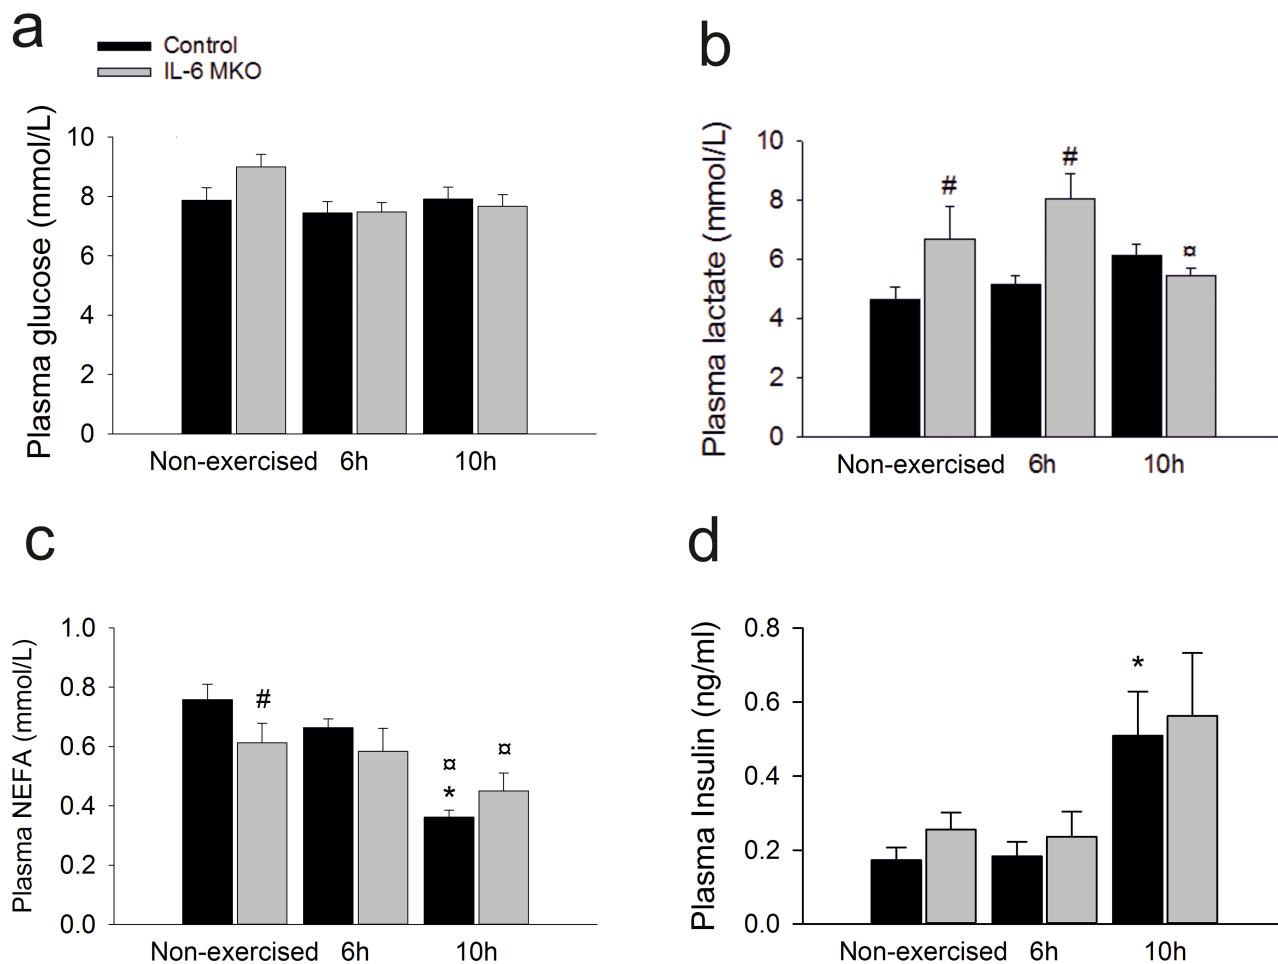 a
Control
IL-6 MKO
Plasma glucose (mmol/L)
10
8
6
4
2
0
Non-exercised 6h 10h
b
Plasma lactate (mmol/L)
10
8
6
4
2
0
#
#
¤
Non-exercised 6h 10h
c
Plasma NEFA (mmol/L)
1.0
0.8
0.6
0.4
0.2
0.0
#
¤
*
¤
Non-exercised 6h 10h
d
Plasma Insulin (ng/ml)
0.8
0.6
0.4
0.2
0.0
*
Non-exercised 6h 10h